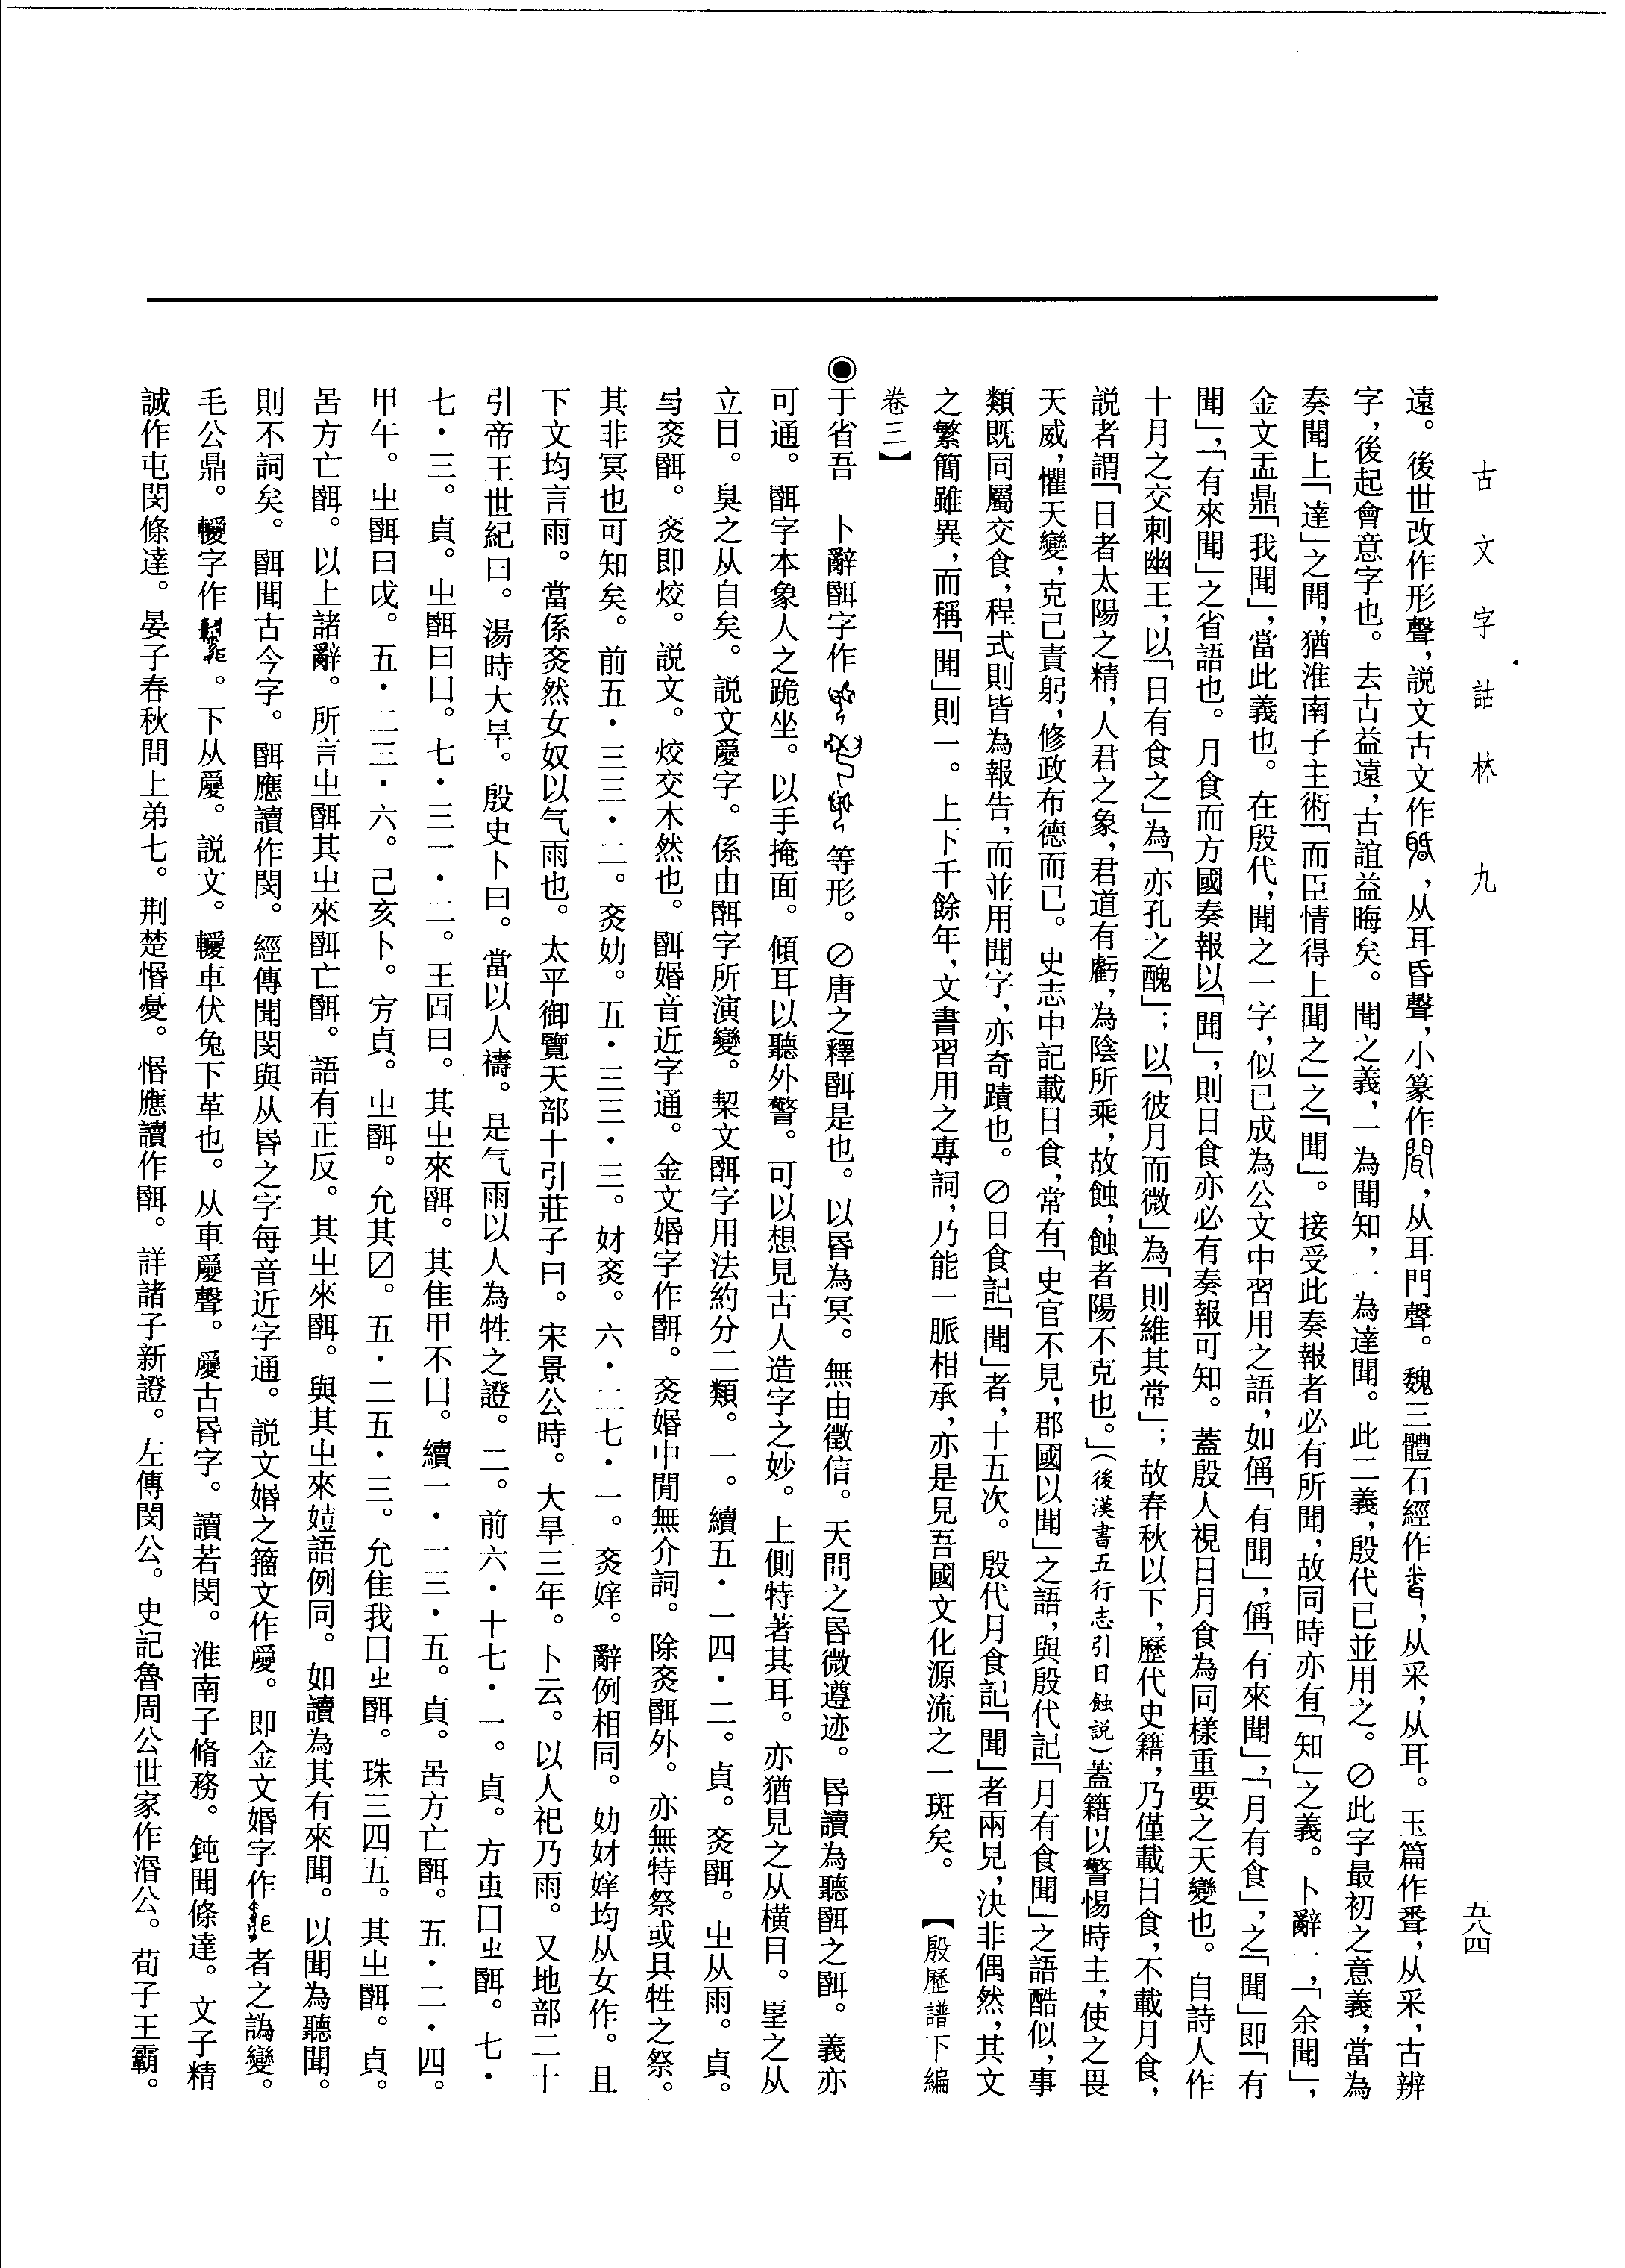 古文字詁林 九
五八四
遠。後世改作形聲，説文古文作，从耳昏聲，小篆作，从耳門聲。魏三體石經作，从釆，从耳。玉篇作䎽，从釆，古辨
字，後起會意字也。去古益遠，古誼益晦矣。聞之義，一為聞知，一為達聞。此二義，殷代已並用之。⊘此字最初之意義，當為
奏聞上「達」之聞，猶淮南子主術「而臣情得上聞之」之「聞」。接受此奏報者必有所聞，故同時亦有「知」之義。卜辭一，「余聞」，
金文盂鼎「我聞」，當此義也。在殷代，聞之一字，似已成為公文中習用之語，如偁「有聞」，偁「有來聞」，「月有食」，之「聞」即「有
聞」，「有來聞」之省語也。月食而方國奏報以「聞」，則日食亦必有奏報可知。蓋殷人視日月食為同樣重要之天變也。自詩人作
十月之交刺幽王，以「日有食之」為「亦孔之醜」；以「彼月而微」為「則維其常」；故春秋以下，歷代史籍，乃僅載日食，不載月食，
説者謂「日者太陽之精，人君之象，君道有虧，為陰所乘，故蝕，蝕者陽不克也。」（後漢書五行志引日蝕説）蓋籍以警惕時主，使之畏
天威，懼天變，克己責躬，修政布德而已。史志中記載日食，常有「史官不見，郡國以聞」之語，與殷代記「月有食聞」之語酷似，事
類既同屬交食，程式則皆為報告，而並用聞字，亦奇蹟也。⊘日食記「聞」者，十五次。殷代月食記「聞」者兩見，決非偶然，其文
之繁簡雖異，而稱「聞」則一。上下千餘年，文書習用之專詞，乃能一脈相承，亦是見吾國文化源流之一斑矣。【殷歷譜下編
卷三】
◉于省吾 卜辭䎽字作等形。⊘唐之釋䎽是也。以昬為冥。無由徵信。天問之昬微遵迹。昬讀為聽䎽之䎽。義亦
可通。䎽字本象人之跪坐。以手掩面。傾耳以聽外警。可以想見古人造字之妙。上側特著其耳。亦猶見之从橫目。㞷之从
立目。臭之从自矣。説文㜌字。係由䎽字所演變。栔文䎽字用法約分二類。一。續五·一四·二。貞。㶣䎽。㞢从雨。貞。
㢧㶣䎽。㶣即烄。説文。烄交木然也。䎽婚音近字通。金文婚字作䎽。㶣婚中閒無介詞。除㶣䎽外。亦無特祭或具牲之祭。
其非冥也可知矣。前五·三三·二。㶣㚸。五·三三·三。㶣。六·二七·一。㶣婞。辭例相同。婞均从女作。且
下文均言雨。當係㶣然女奴以气雨也。太平御覽天部十引莊子曰。宋景公時。大旱三年。卜云。以人祀乃雨。又地部二十
引帝王世紀曰。湯時大旱。殷史卜曰。當以人禱。是气雨以人為牲之證。二。前六·十七·一。貞。方䖵囗㞢䎽。七·
七·三。貞。㞢䎽曰囗。七·三一·二。王固曰。其㞢來䎽。其隹甲不囗。續一·一三·五。貞。呂方亡䎽。五·二·四。
甲午。㞢䎽曰戊。五·二三·六。己亥卜。㝑貞。㞢䎽。允其〼。五·二五·三。允隹我囗㞢䎽。珠三四五。其㞢䎽。貞。
呂方亡䎽。以上諸辭。所言㞢䎽其㞢來䎽亡䎽。語有正反。其㞢來䎽。與其㞢來㛸語例同。如讀為其有來聞。以聞為聽聞。
則不詞矣。䎽聞古今字。䎽應讀作閔。經傳聞閔與从昬之字每音近字通。説文婚之籀文作㜌。即金文婚字作者之譌變。
毛公鼎。字作。下从㜌。説文。車伏兔下革也。从車㜌聲。㜌古昬字。讀若閔。淮南子脩務。鈍聞條達。文子精
誠作屯閔條達。晏子春秋問上弟七。荆楚惛憂。惛應讀作䎽。詳諸子新證。左傳閔公。史記魯周公世家作湣公。荀子王霸。